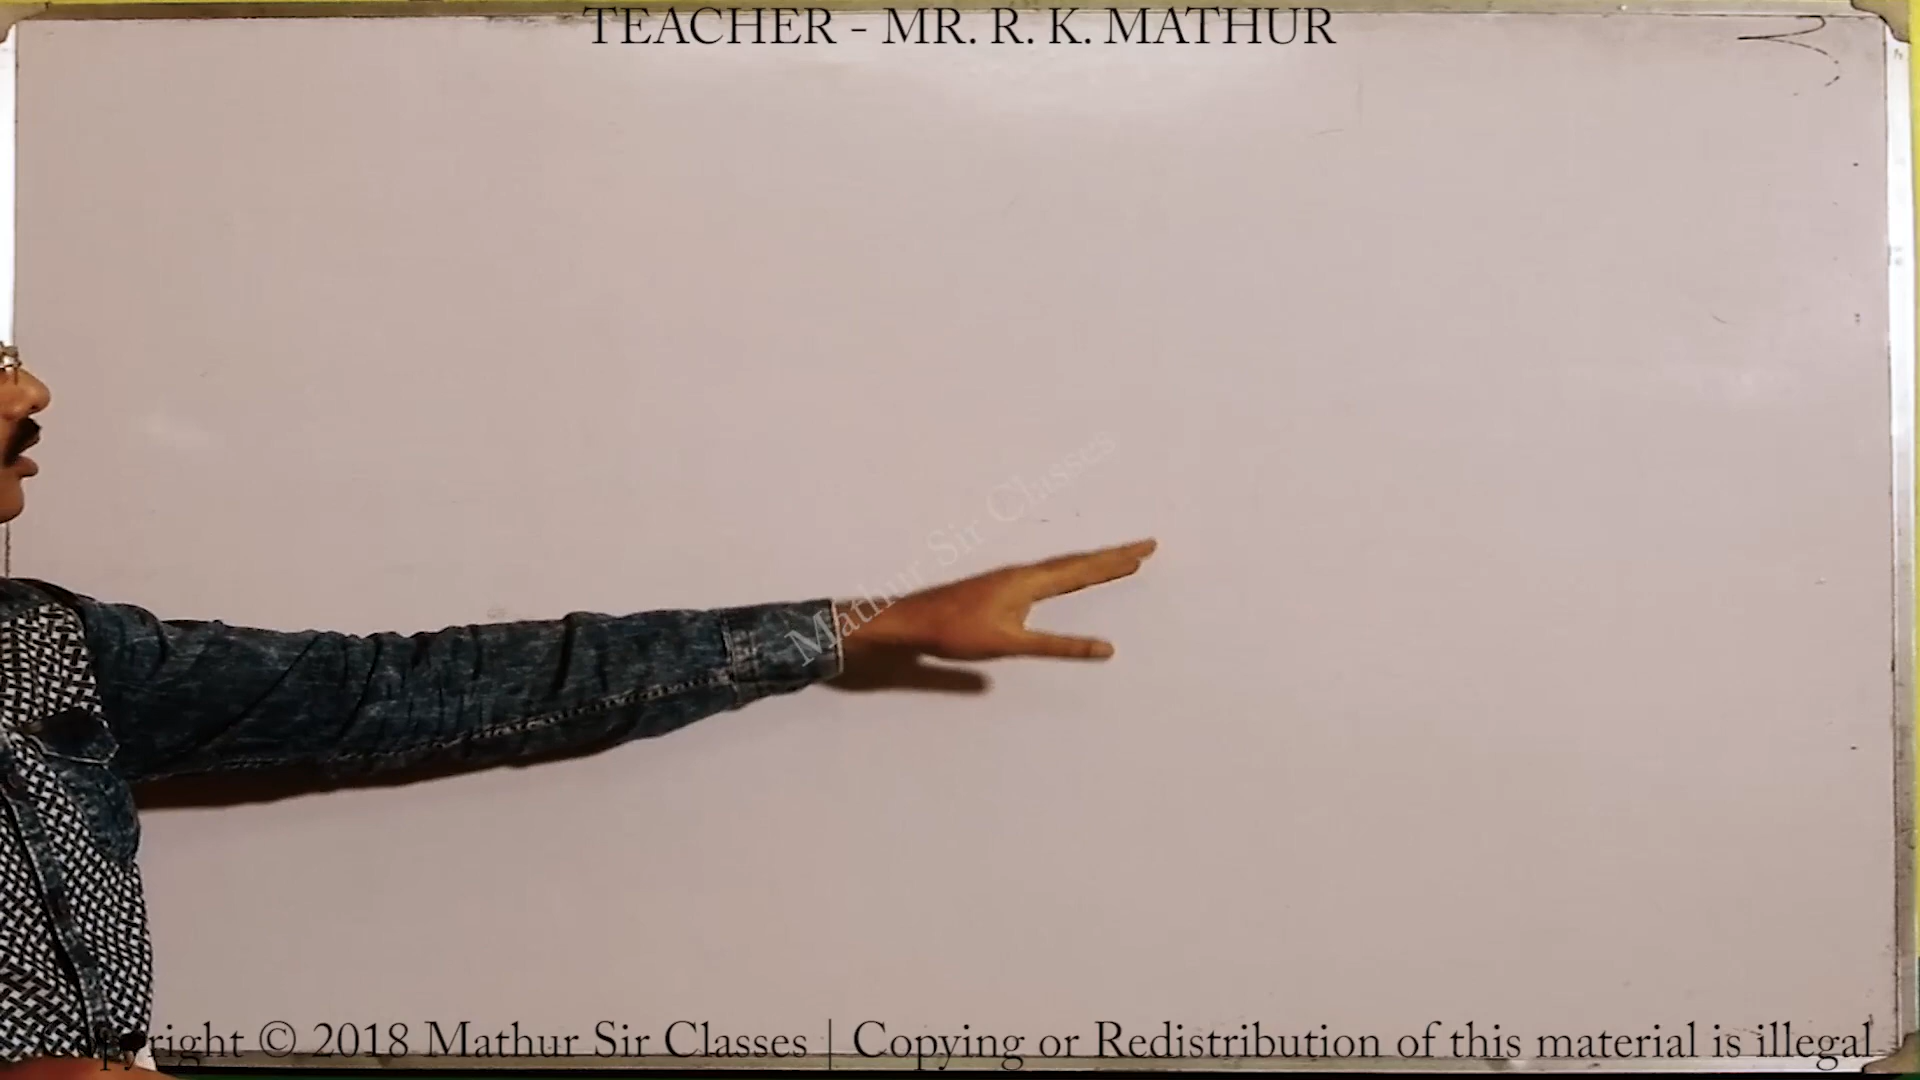 TEACHER - MR. R. K. MATHUR
Mathur Sir Classes
Copyright © 2018 Mathur Sir Classes | Copying or Redistribution of this material is illegal